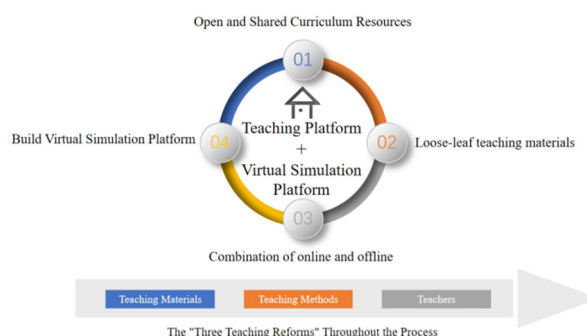 Open and Shared Curriculum Resources
01
Build Virtual Simulation Platform
04
Teaching Platform
+
Virtual Simulation
Platform
02
Loose-leaf teaching materials
03
Combination of online and offline
Teaching Materials
Teaching Methods
Teachers
The "Three Teaching Reforms" Throughout the Process